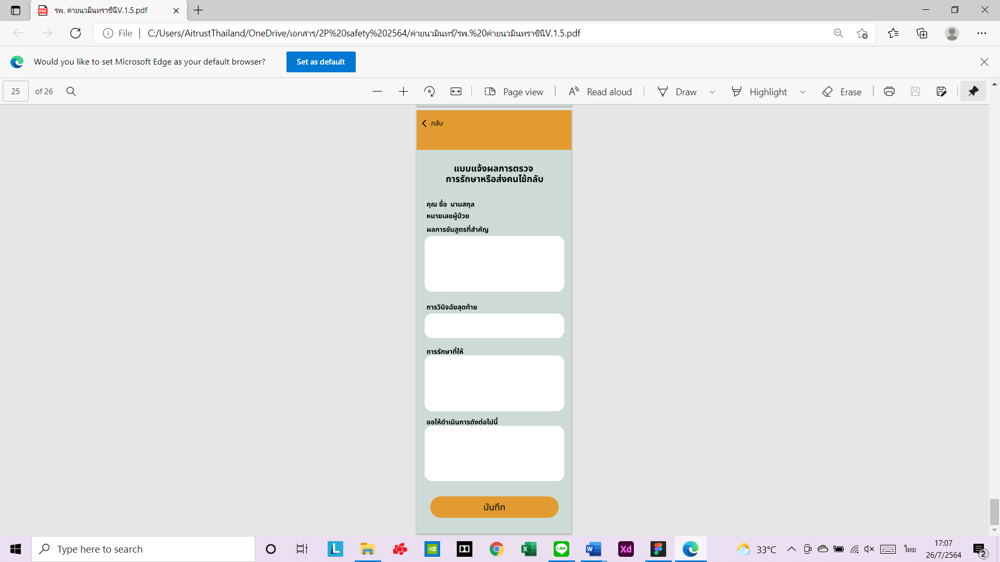 รพ. ค่ายนวมินทราชินีV.1.5.pdf
File
C:/Users/AitrustThailand/OneDrive/เอกสาร/2P%20safety%202564/ค่ายนวมินทร์/รพ.%20ค่ายนวมินทราชินีV.1.5.pdf
Would you like to set Microsoft Edge as your default browser?
Set as default
25 of 26
Page view
Read aloud
Draw
Highlight
Erase
กลับ
แบบแจ้งผลการตรวจ
การรักษาหรือส่งคนไข้กลับ
คุณ ชื่อ นามสกุล
หมายเลขผู้ป่วย
ผลการชันสูตรที่สำคัญ
การวินิจฉัยสุดท้าย
การรักษาที่ให้
ขอให้ดำเนินการดังต่อไปนี้
บันทึก
Type here to search
33°C
ไทย
17:07
26/7/2564
2